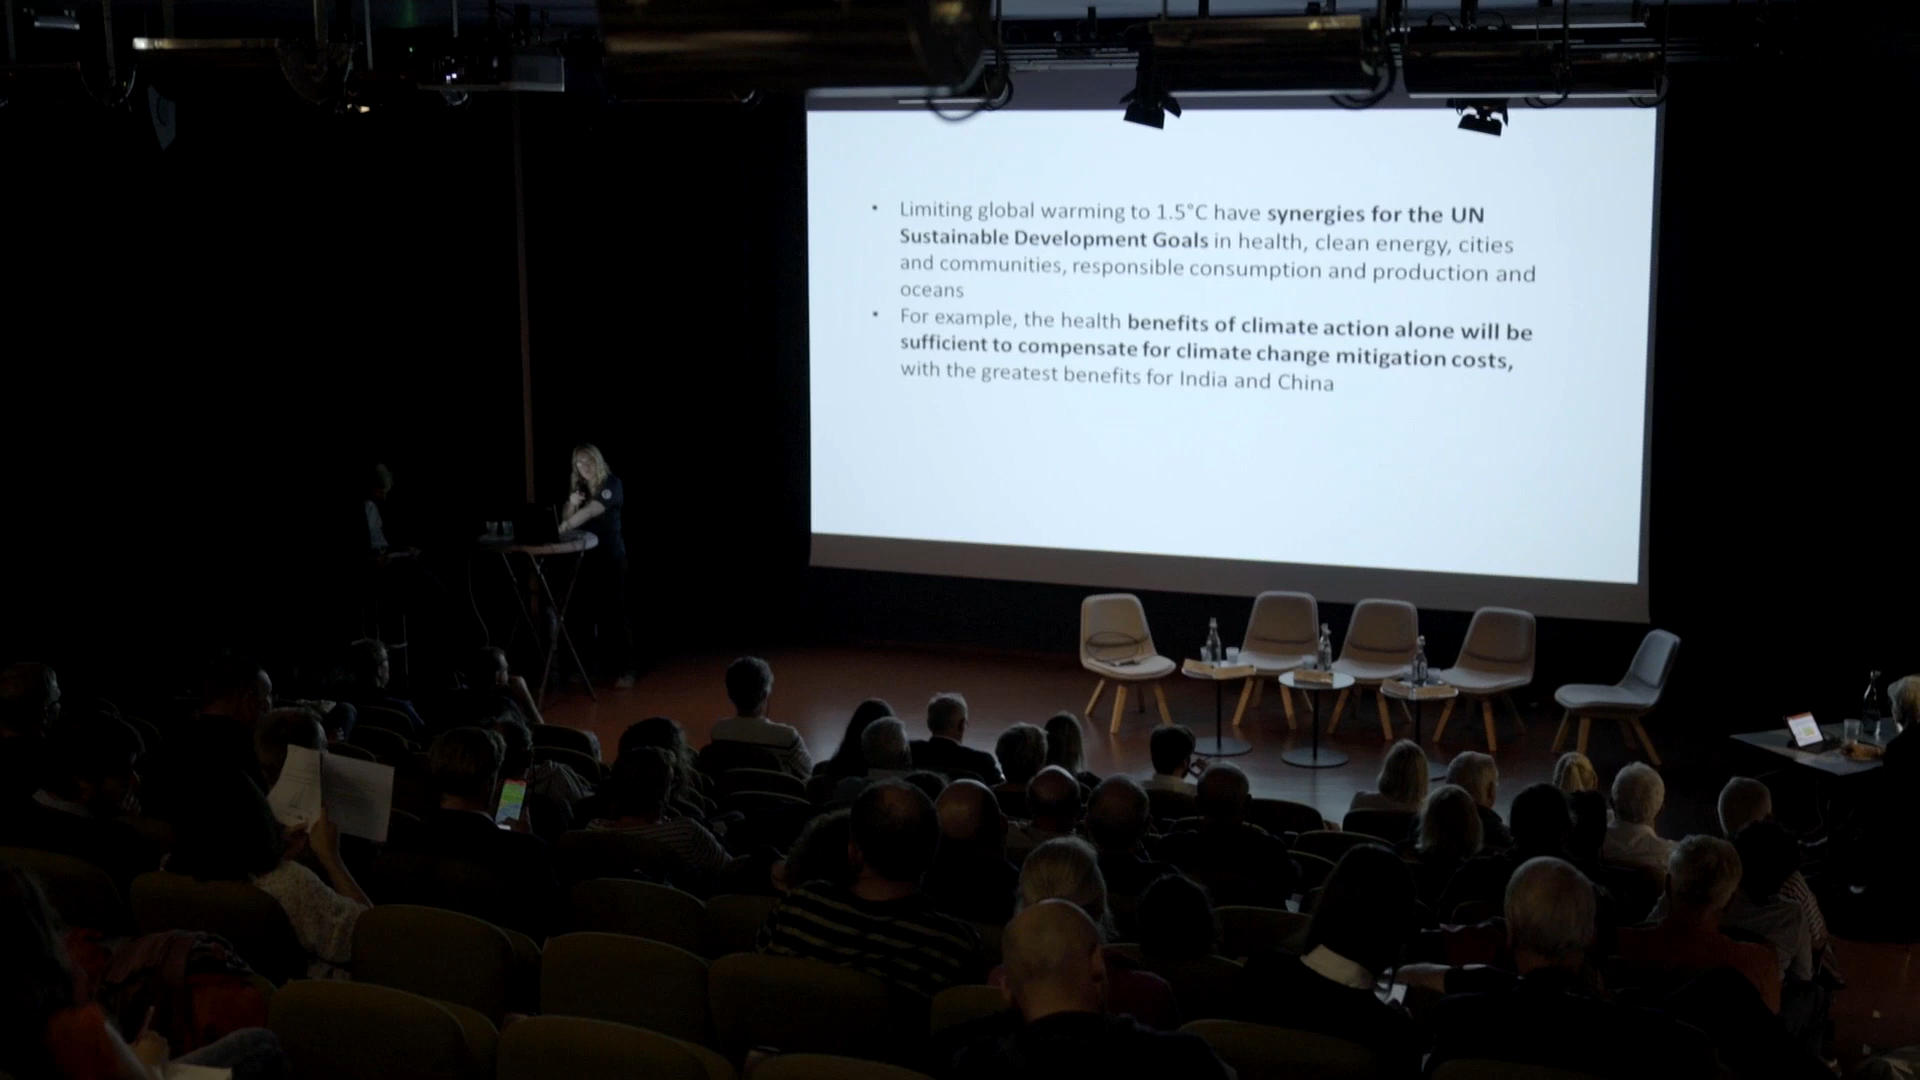 • Limiting global warming to 1.5°C have synergies for the UN
Sustainable Development Goals in health, clean energy, cities
and communities, responsible consumption and production and
oceans
• For example, the health benefits of climate action alone will be
sufficient to compensate for climate change mitigation costs,
with the greatest benefits for India and China